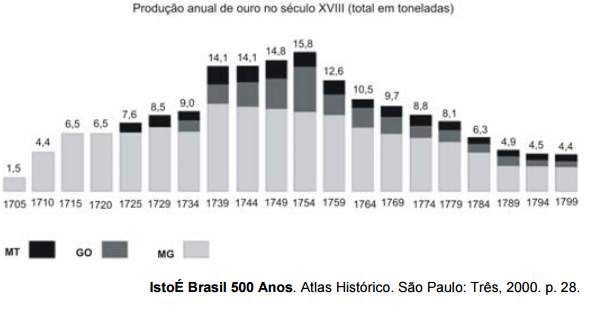 Produção anual de ouro no século XVIII (total em toneladas)
1,5 4,4 6,5 6,5 7,6 8,5 9,0 14,1 14,1 14,8 15,8 12,6 10,5 9,7 8,8 8,1 6,3 4,9 4,5 4,4
1705 1710 1715 1720 1725 1729 1734 1739 1744 1749 1754 1759 1764 1769 1774 1779 1784 1789 1794 1799
MT GO MG
IstoÉ Brasil 500 Anos. Atlas Histórico. São Paulo: Três, 2000. p. 28.